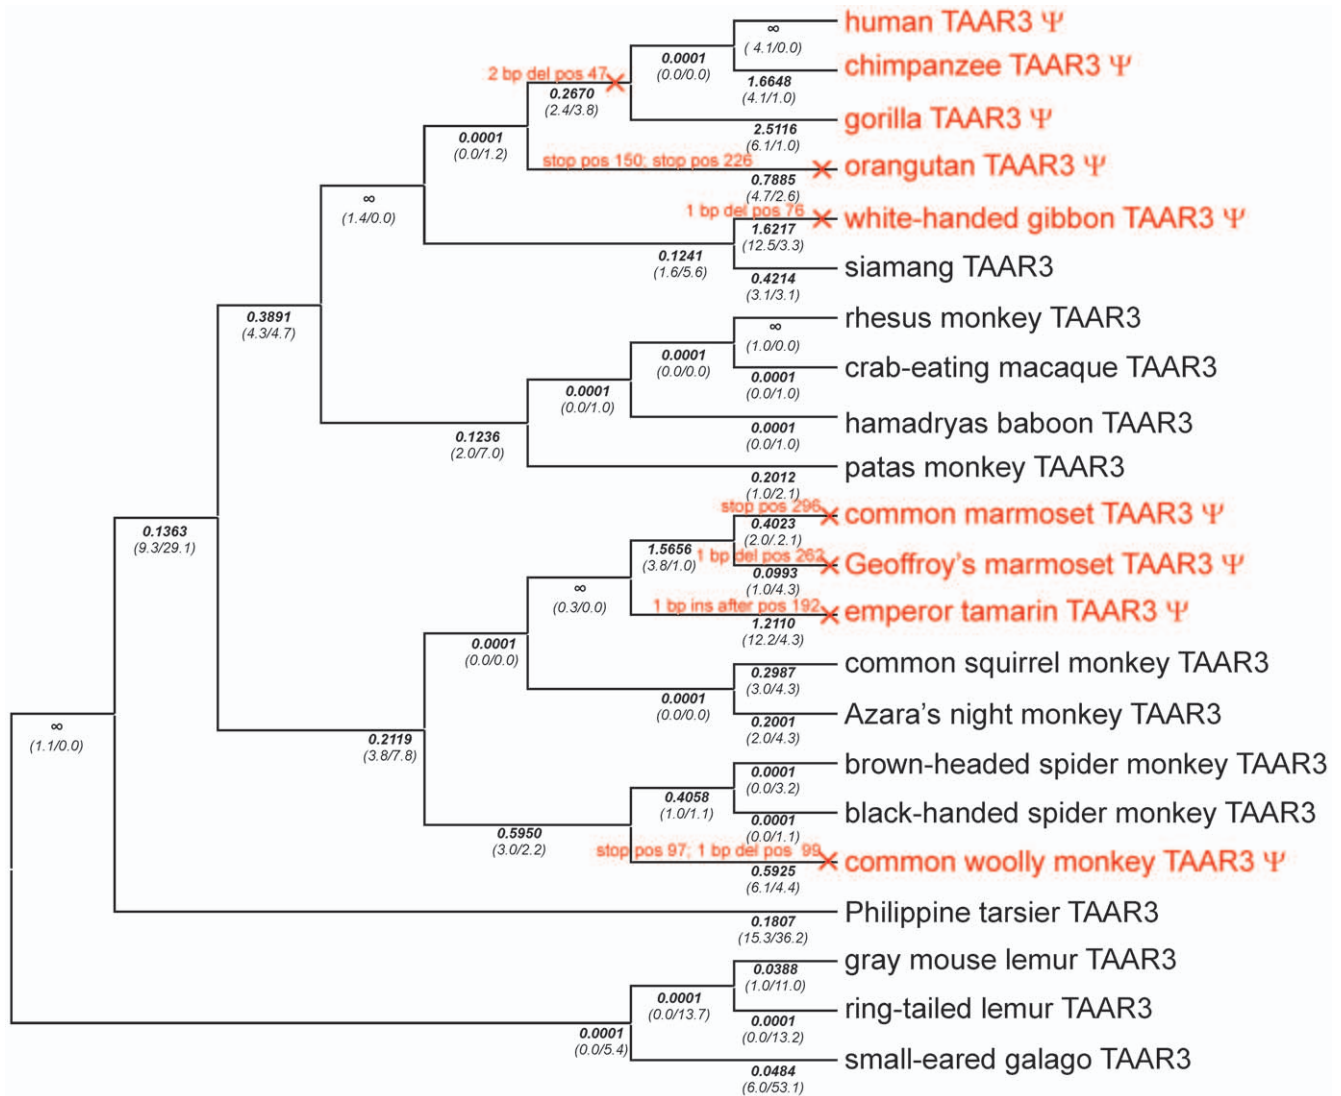 human TAAR3 Ψ
∞
( 4.1/0.0)
0.0001
(0.0/0.0)
chimpanzee TAAR3 Ψ
2 bp del pos 47
1.6648
(4.1/1.0)
0.2670
(2.4/3.8)
gorilla TAAR3 Ψ
2.5116
(6.1/1.0)
0.0001
(0.0/1.2)
stop pos 150; stop pos 226
orangutan TAAR3 Ψ
0.7885
(4.7/2.6)
∞
(1.4/0.0)
1 bp del pos 76
white-handed gibbon TAAR3 Ψ
1.6217
(12.5/3.3)
0.1241
(1.6/5.6)
siamang TAAR3
0.4214
(3.1/3.1)
0.3891
(4.3/4.7)
rhesus monkey TAAR3
∞
(1.0/0.0)
0.0001
(0.0/0.0)
crab-eating macaque TAAR3
0.0001
(0.0/1.0)
0.0001
(0.0/1.0)
hamadryas baboon TAAR3
0.0001
(0.0/1.0)
0.1236
(2.0/7.0)
patas monkey TAAR3
0.2012
(1.0/2.1)
stop pos 296
common marmoset TAAR3 Ψ
0.4023
(2.0/.2.1)
0.1363
(9.3/29.1)
1.5656
(3.8/1.0)
1 bp del pos 262
Geoffroy's marmoset TAAR3 Ψ
0.0993
(1.0/4.3)
∞
(0.3/0.0)
1 bp ins after pos 192
emperor tamarin TAAR3 Ψ
1.2110
(12.2/4.3)
0.0001
(0.0/0.0)
common squirrel monkey TAAR3
0.2987
(3.0/4.3)
0.0001
(0.0/0.0)
Azara's night monkey TAAR3
0.2001
(2.0/4.3)
∞
(1.1/0.0)
0.2119
(3.8/7.8)
brown-headed spider monkey TAAR3
0.0001
(0.0/3.2)
0.4058
(1.0/1.1)
black-handed spider monkey TAAR3
0.0001
(0.0/1.1)
0.5950
(3.0/2.2)
stop pos 97; 1 bp del pos 99
common woolly monkey TAAR3 Ψ
0.5925
(6.1/4.4)
Philippine tarsier TAAR3
0.1807
(15.3/36.2)
gray mouse lemur TAAR3
0.0388
(1.0/11.0)
0.0001
(0.0/13.7)
ring-tailed lemur TAAR3
0.0001
(0.0/13.2)
0.0001
(0.0/5.4)
small-eared galago TAAR3
0.0484
(6.0/53.1)